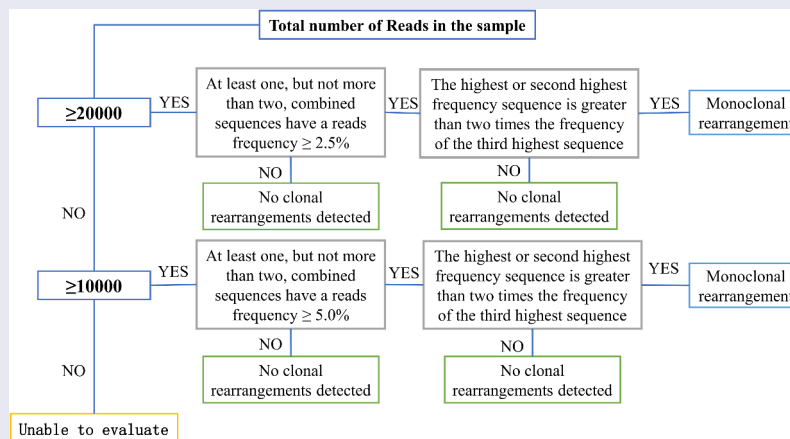 Total number of Reads in the sample
≥20000
YES
At least one, but not more
than two, combined
sequences have a reads
frequency ≥ 2.5%
YES
The highest or second highest
frequency sequence is greater
than two times the frequency
of the third highest sequence
YES
Monoclonal
rearrangement
NO
No clonal
rearrangements detected
NO
No clonal
rearrangements detected
NO
≥10000
YES
At least one, but not more
than two, combined
sequences have a reads
frequency ≥ 5.0%
YES
The highest or second highest
frequency sequence is greater
than two times the frequency
of the third highest sequence
YES
Monoclonal
rearrangement
NO
No clonal
rearrangements detected
NO
No clonal
rearrangements detected
NO
Unable to evaluate